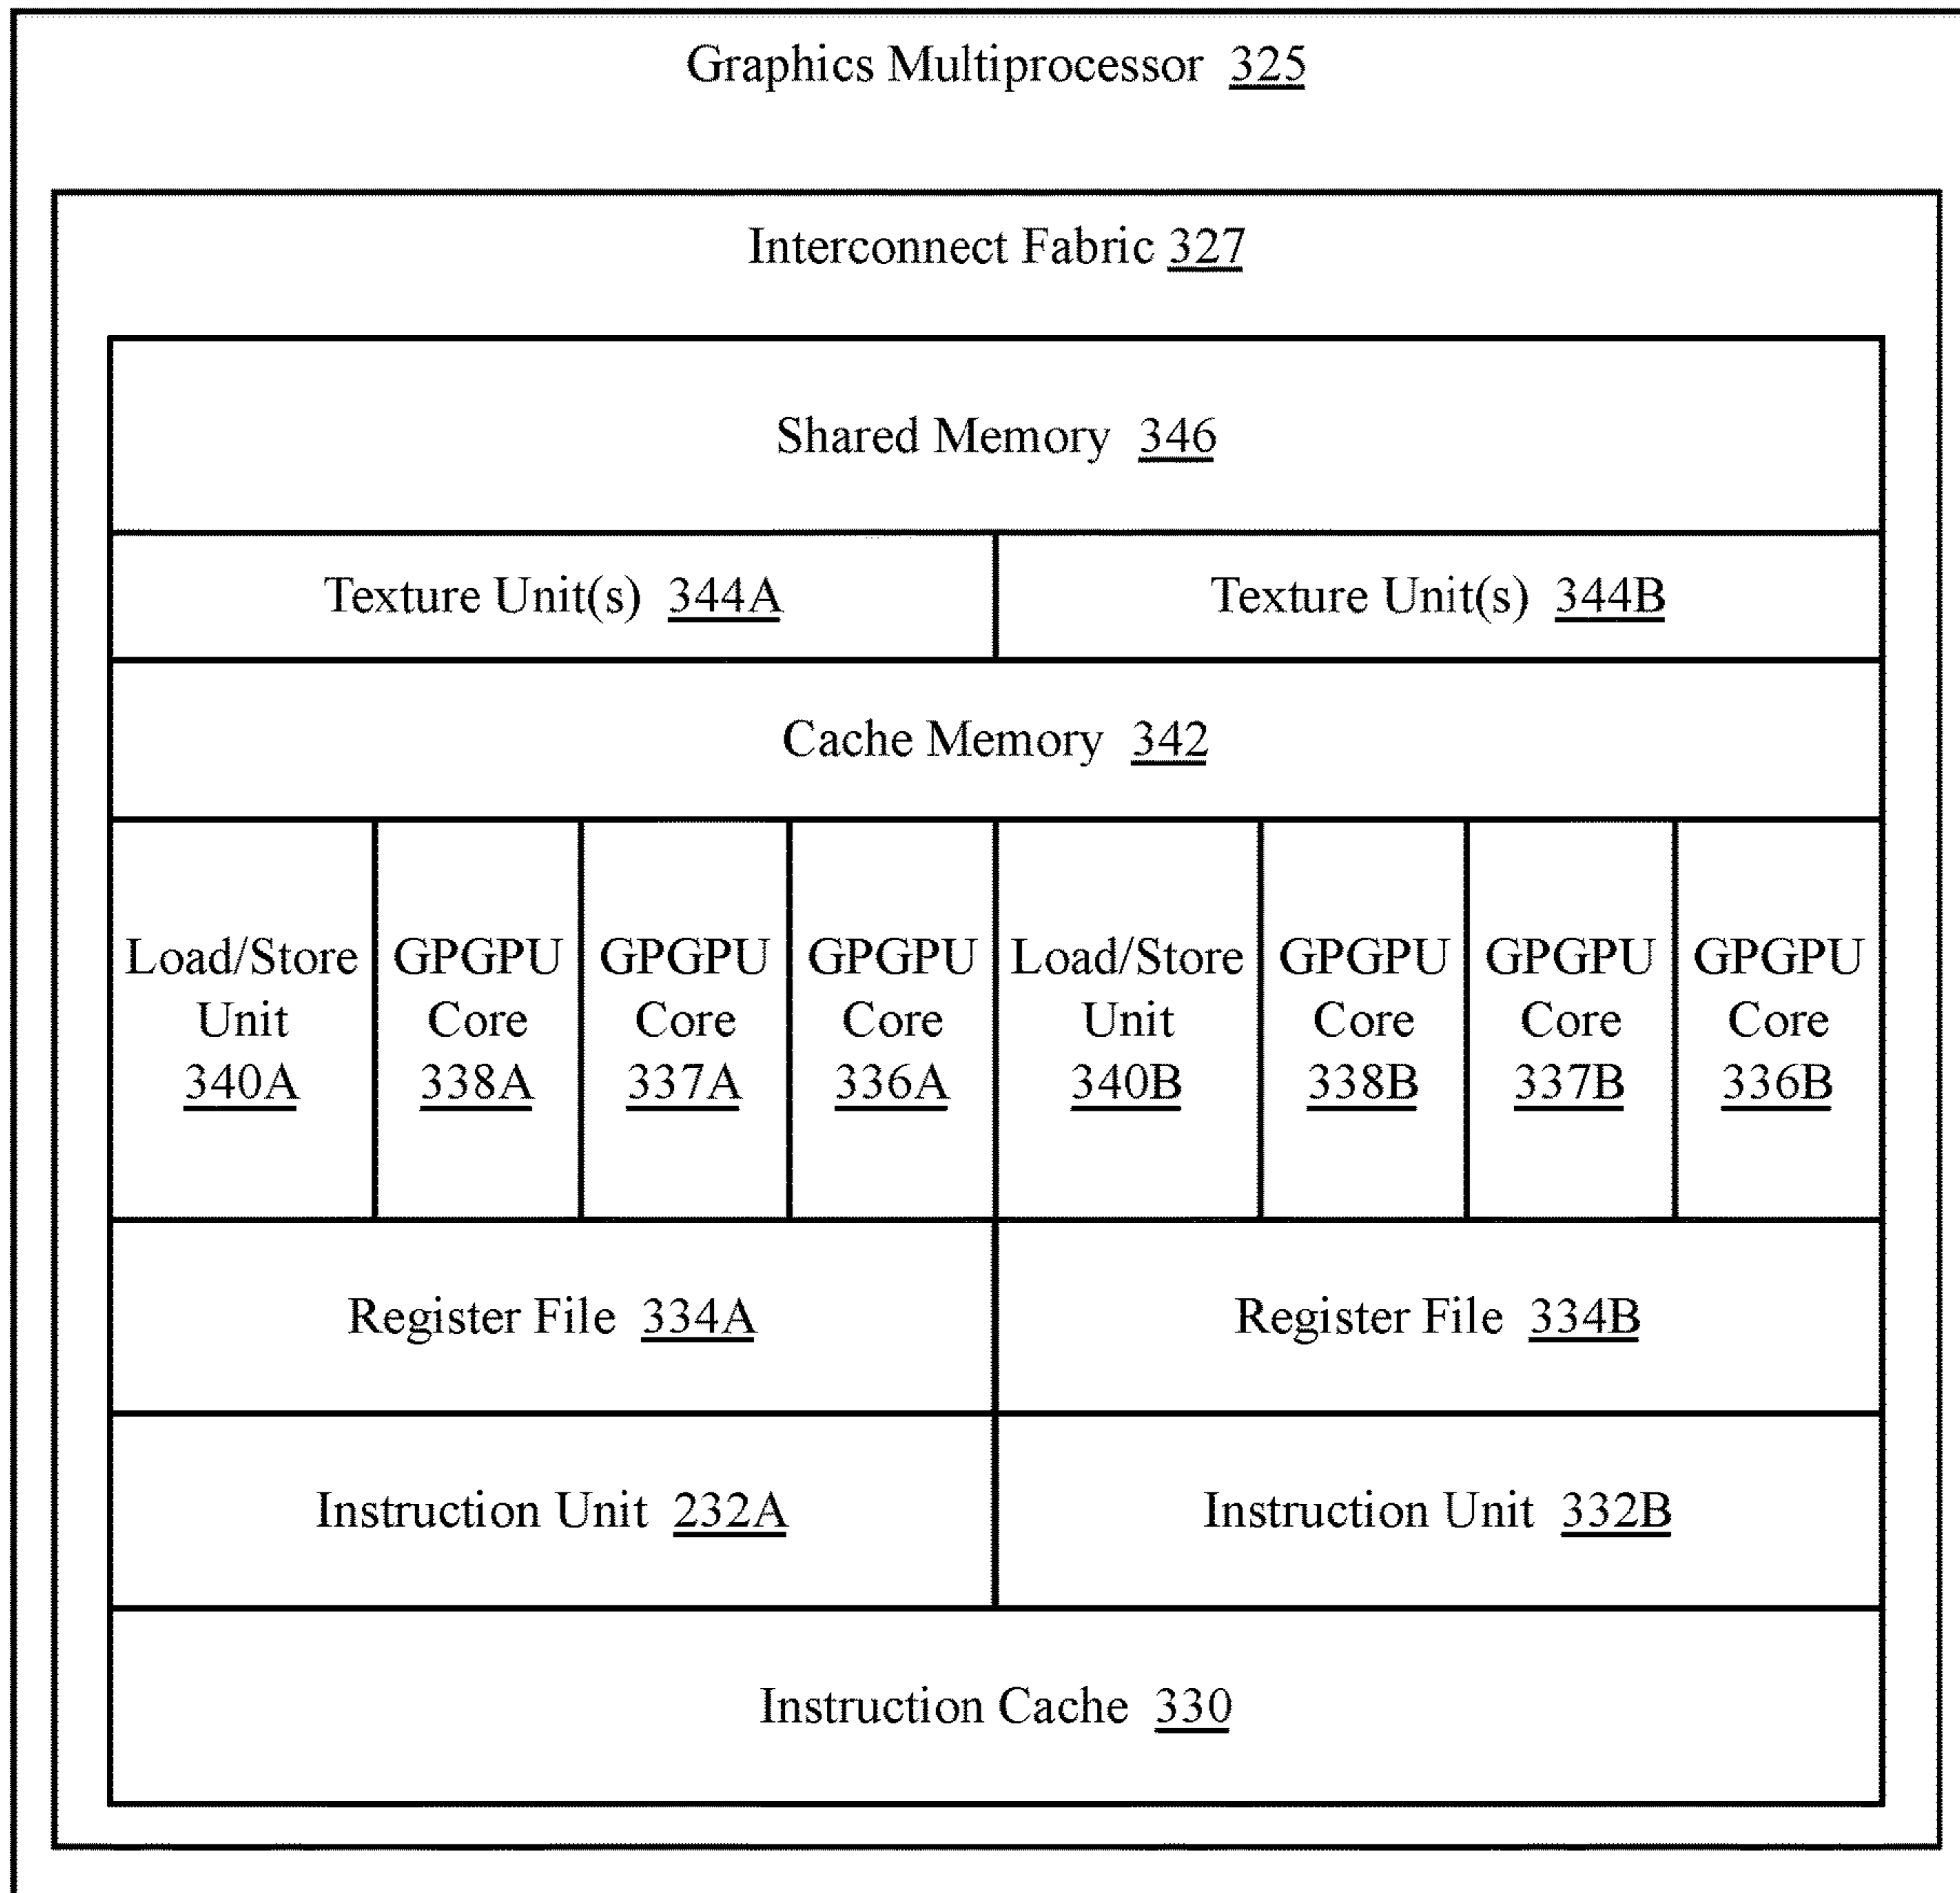 Graphics Multiprocessor 325
Interconnect Fabric 327
Shared Memory 346
Texture Unit(s) 344A
Texture Unit(s) 344B
Cache Memory 342
Load/Store
Unit
340A
GPGPU
Core
338A
GPGPU
Core
337A
GPGPU
Core
336A
Load/Store
Unit
340B
GPGPU
Core
338B
GPGPU
Core
337B
GPGPU
Core
336B
Register File 334A
Register File 334B
Instruction Unit 232A
Instruction Unit 332B
Instruction Cache 330